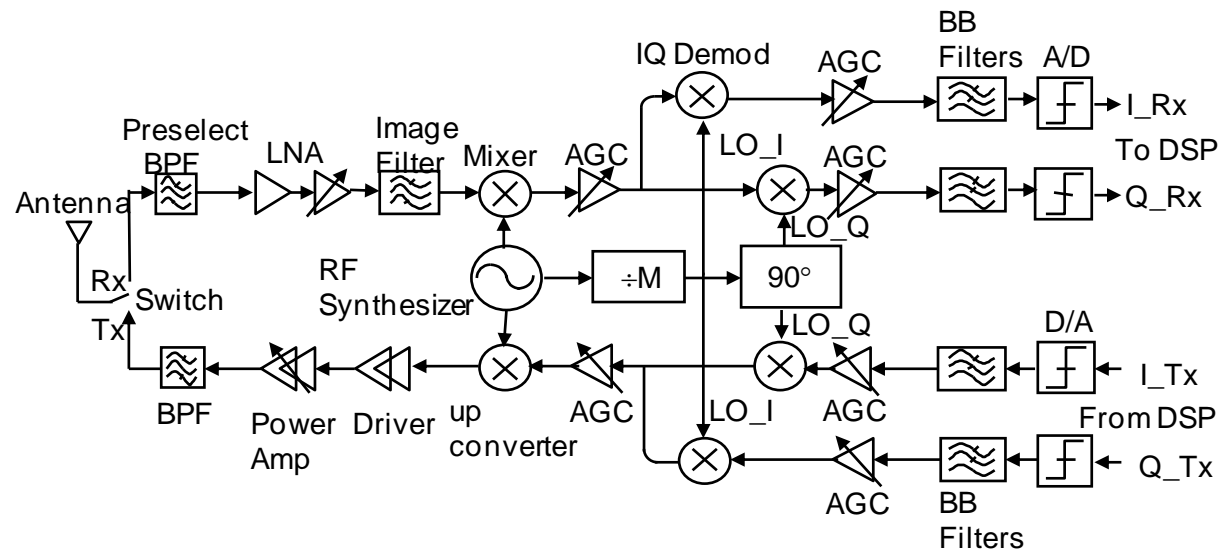 BB
Filters
IQ Demod
AGC
A/D
I_Rx
Preselect
BPF
LNA
Image
Filter
Mixer
AGC
LO_I
AGC
To DSP
Antenna
Q_Rx
LO_Q
Rx
Switch
RF
Synthesizer
÷M
90°
Tx
LO_Q
D/A
I_Tx
BPF
Power
Amp
Driver
up
converter
AGC
LO_I
AGC
From DSP
Q_Tx
AGC
BB
Filters